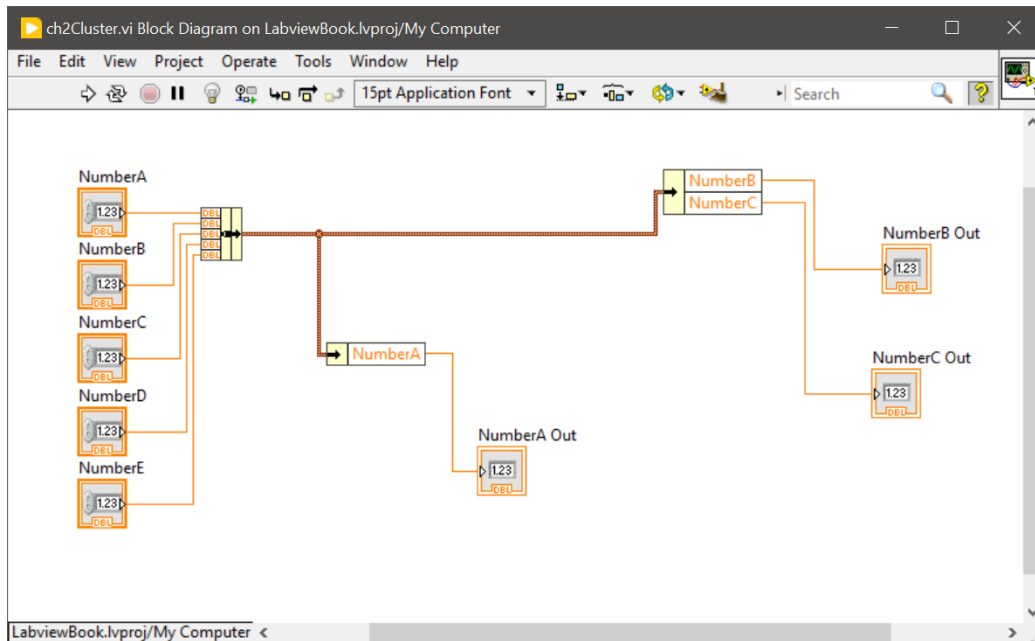 ch2Cluster.vi Block Diagram on LabviewBook.lvproj/My Computer
File Edit View Project Operate Tools Window Help
15pt Application Font
Search
?
NumberA
1.23
DBL
NumberB
1.23
DBL
NumberC
1.23
DBL
NumberD
1.23
DBL
NumberE
1.23
DBL
DBL
DBL
DBL
DBL
DBL
NumberA
NumberA Out
1.23
DBL
NumberB
NumberC
NumberB Out
1.23
DBL
NumberC Out
1.23
DBL
LabviewBook.lvproj/My Computer